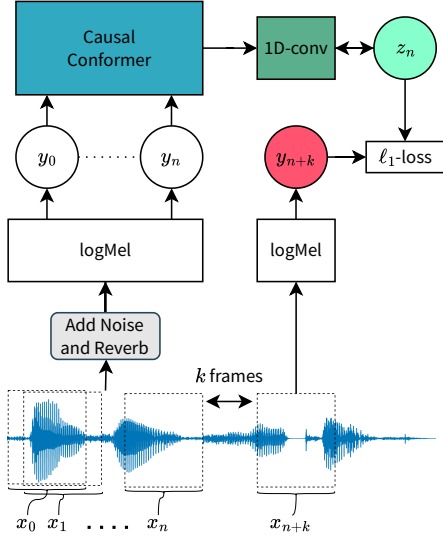 Causal
Conformer
1D-conv
z_n
y_0
y_n
y_{n+k}
ℓ_1-loss
logMel
logMel
Add Noise
and Reverb
k frames
x_0 x_1 .... x_n x_{n+k}